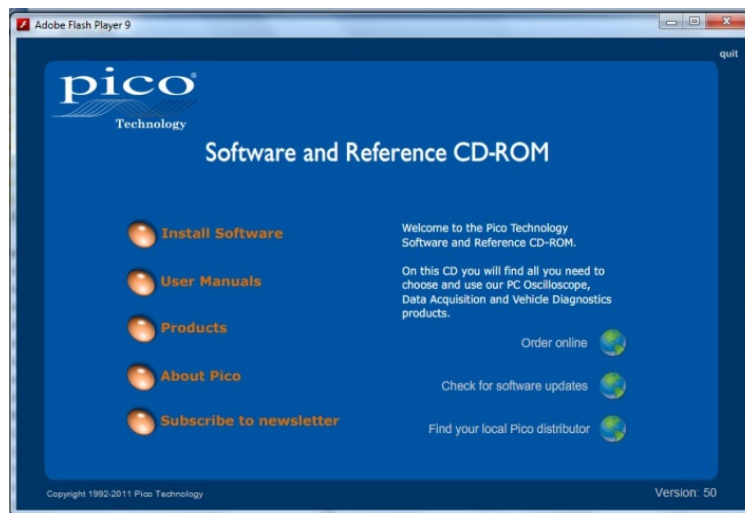 Adobe Flash Player 9
quit
pico
Technology
Software and Reference CD-ROM
Install Software
User Manuals
Products
About Pico
Subscribe to newsletter
Welcome to the Pico Technology
Software and Reference CD-ROM.
On this CD you will find all you need to
choose and use our PC Oscilloscope,
Data Acquisition and Vehicle Diagnostics
products.
Order online
Check for software updates
Find your local Pico distributor
Copyright 1992-2011 Pico Technology
Version: 50